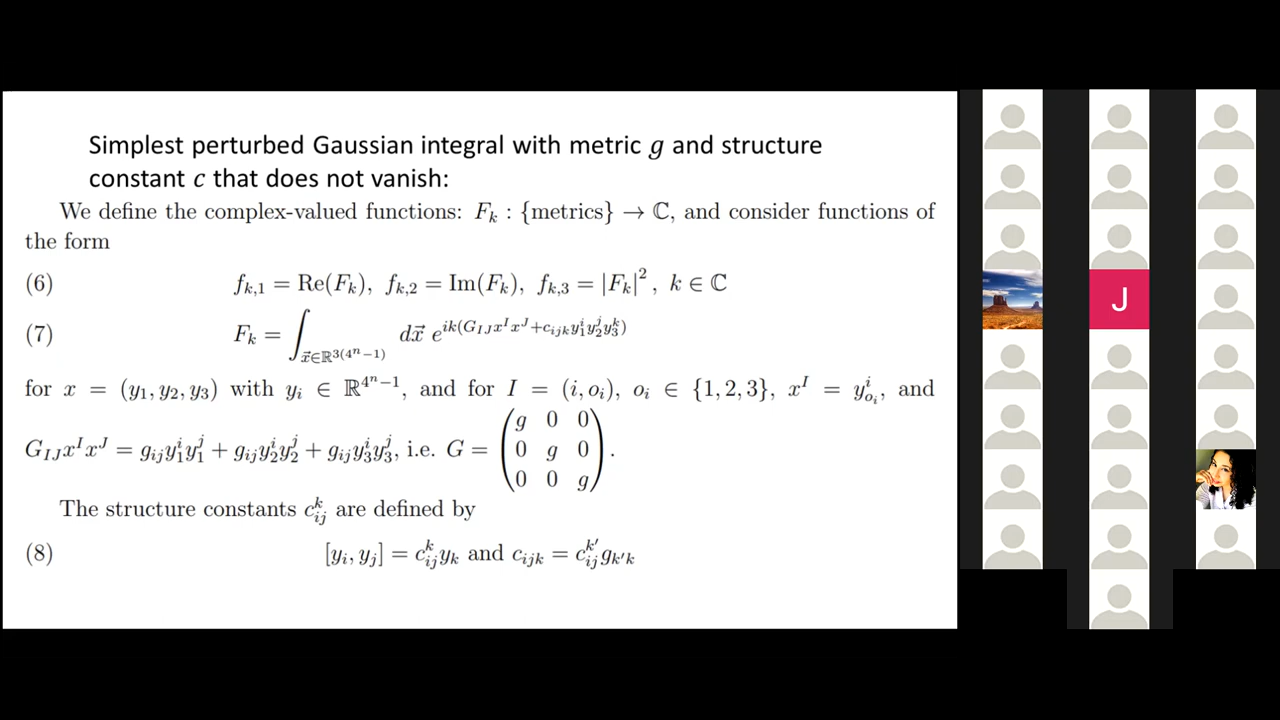 Simplest perturbed Gaussian integral with metric g and structure
constant c that does not vanish:
We define the complex-valued functions: F_k : {metrics} → ℂ, and consider functions of
the form
(6) f_{k,1} = Re(F_k), f_{k,2} = Im(F_k), f_{k,3} = |F_k|^2, k ∈ ℂ
(7) F_k = ∫_{\vec{x}∈ℝ^{3(4^n−1)}} d\vec{x} e^{ik(G_{IJ}x^I x^J + c_{ijk}y_1^i y_2^j y_3^k)}
for x = (y_1, y_2, y_3) with y_i ∈ ℝ^{4^n−1}, and for I = (i, o_i), o_i ∈ {1, 2, 3}, x^I = y_{o_i}^i, and
G_{IJ}x^I x^J = g_{ij}y_1^i y_1^j + g_{ij}y_2^i y_2^j + g_{ij}y_3^i y_3^j, i.e. G = (g 0 0; 0 g 0; 0 0 g).
The structure constants c_{ij}^k are defined by
(8) [y_i, y_j] = c_{ij}^k y_k and c_{ijk} = c_{ij}^{k'} g_{k'k}
J